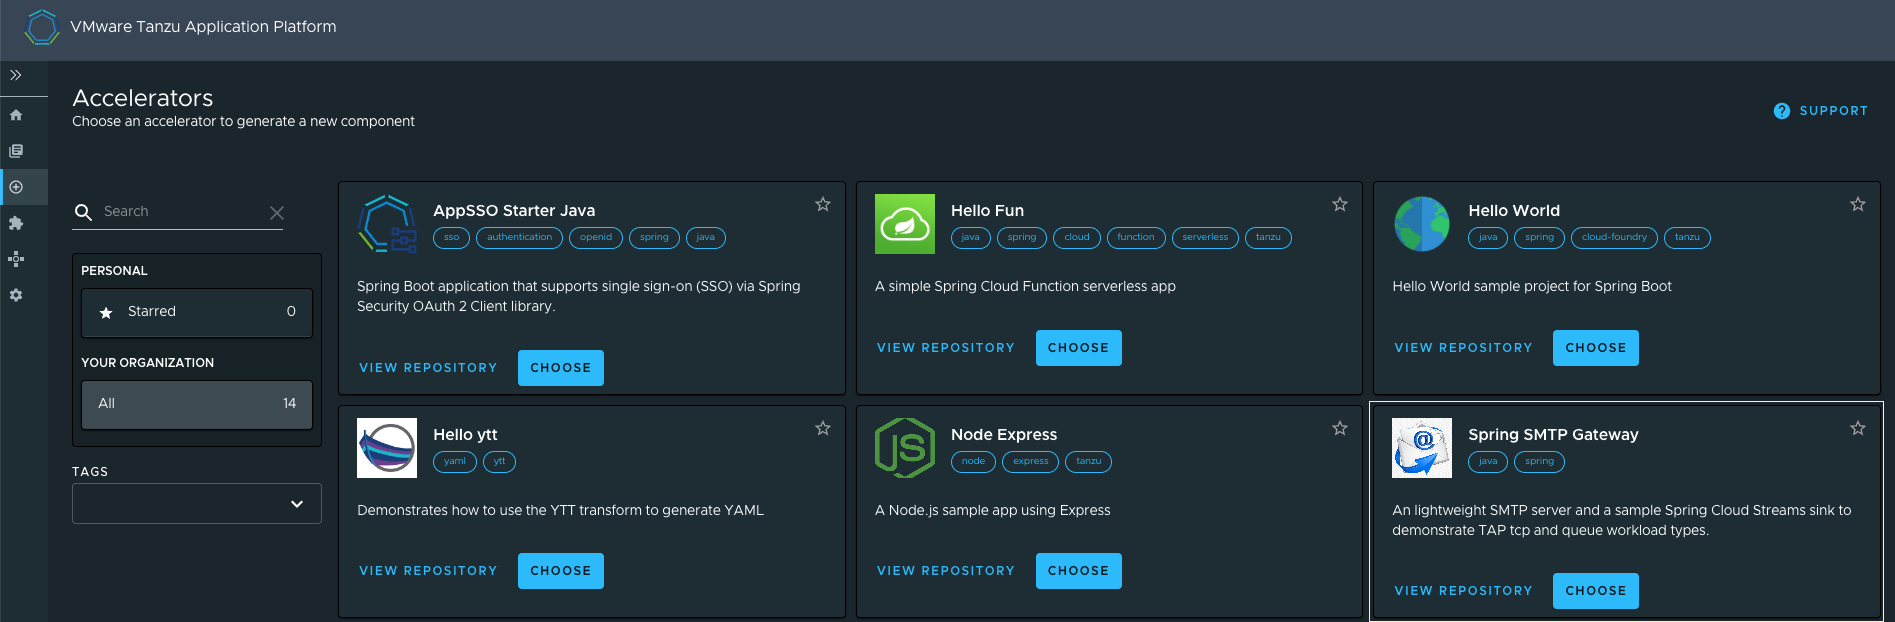 VMware Tanzu Application Platform
Accelerators
Choose an accelerator to generate a new component
SUPPORT
Search
PERSONAL
Starred 0
YOUR ORGANIZATION
All 14
TAGS
AppSSO Starter Java
sso authentication openid spring java
Spring Boot application that supports single sign-on (SSO) via Spring
Security OAuth 2 Client library.
VIEW REPOSITORY CHOOSE
Hello Fun
java spring cloud function serverless tanzu
A simple Spring Cloud Function serverless app
VIEW REPOSITORY CHOOSE
Hello World
java spring cloud-foundry tanzu
Hello World sample project for Spring Boot
VIEW REPOSITORY CHOOSE
Hello ytt
yaml ytt
Demonstrates how to use the YTT transform to generate YAML
VIEW REPOSITORY CHOOSE
JS
Node Express
node express tanzu
A Node.js sample app using Express
VIEW REPOSITORY CHOOSE
@
Spring SMTP Gateway
java spring
An lightweight SMTP server and a sample Spring Cloud Streams sink to
demonstrate TAP tcp and queue workload types.
VIEW REPOSITORY CHOOSE